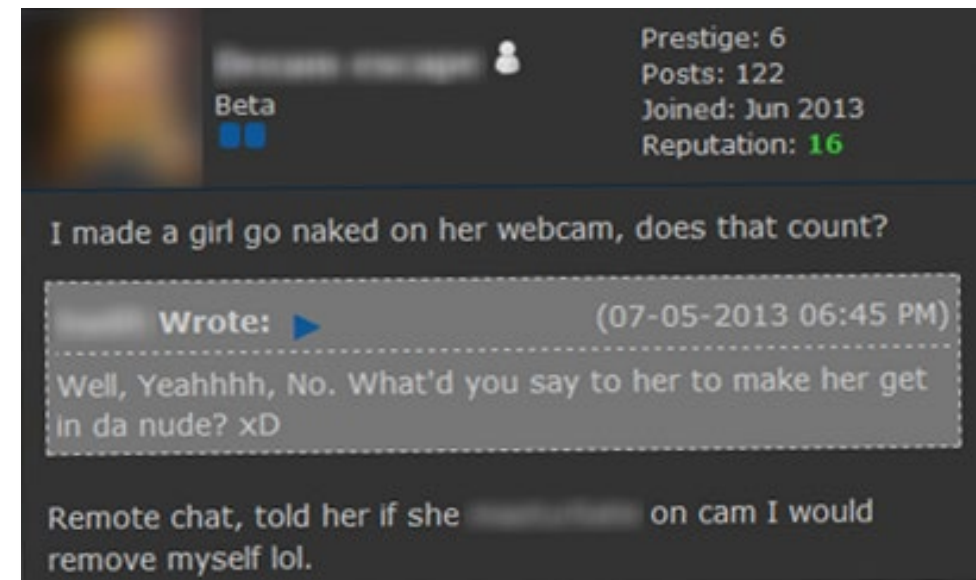 Prestige: 6
Beta
Posts: 122
Joined: Jun 2013
Reputation: 16
I made a girl go naked on her webcam, does that count?
Wrote:
(07-05-2013 06:45 PM)
Well, Yeahhhh, No. What'd you say to her to make her get
in da nude? xD
Remote chat, told her if she on cam I would
remove myself lol.